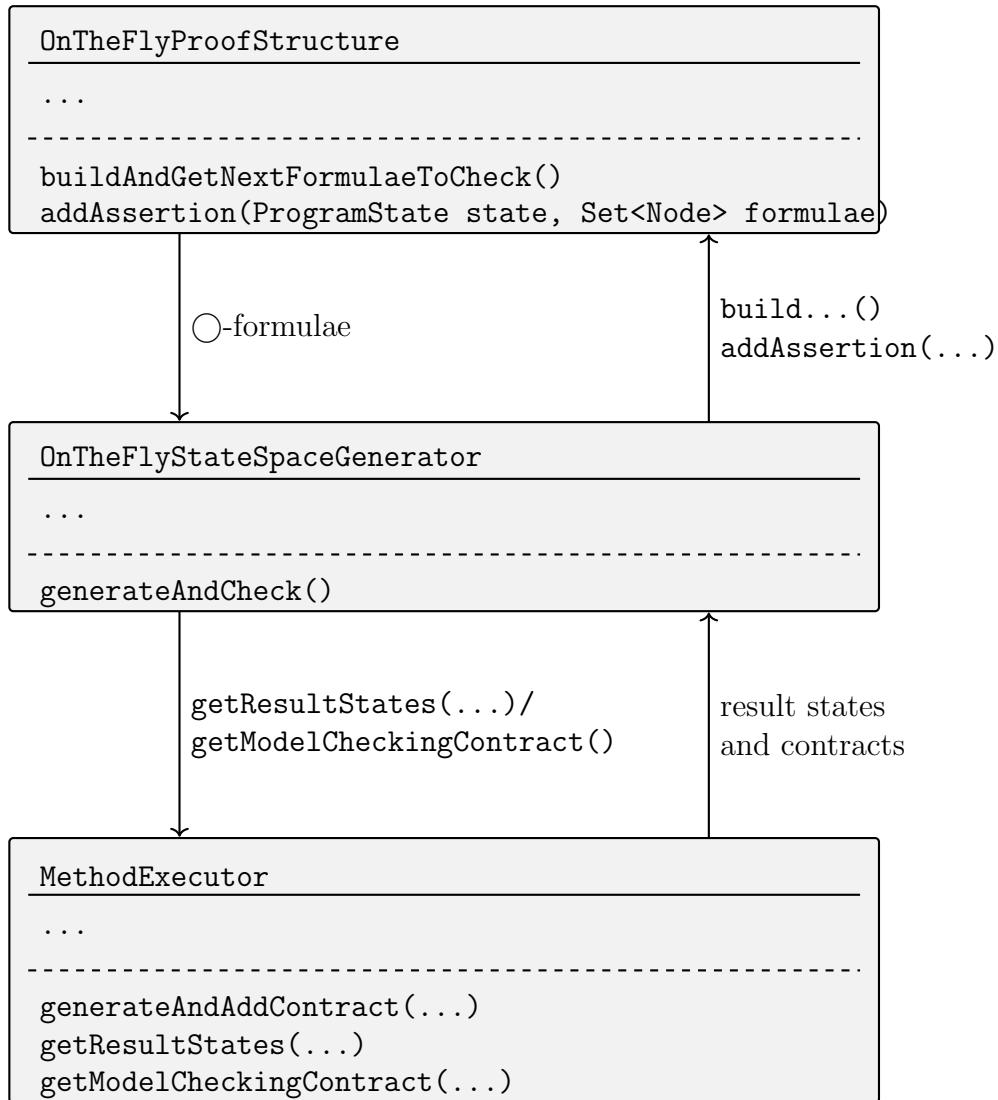 OnTheFlyProofStructure
...
buildAndGetNextFormulaeToCheck()
addAssertion(ProgramState state, Set<Node> formulae)
◯-formulae
build...()
addAssertion(...)
OnTheFlyStateSpaceGenerator
...
generateAndCheck()
getResultStates(...)/
getModelCheckingContract()
result states
and contracts
MethodExecutor
...
generateAndAddContract(...)
getResultStates(...)
getModelCheckingContract(...)